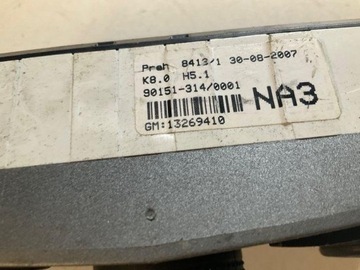 Preh 8413/1 30-08-2007
K8.0 H5.1
90151-314/0001
NA3
GM:13269410